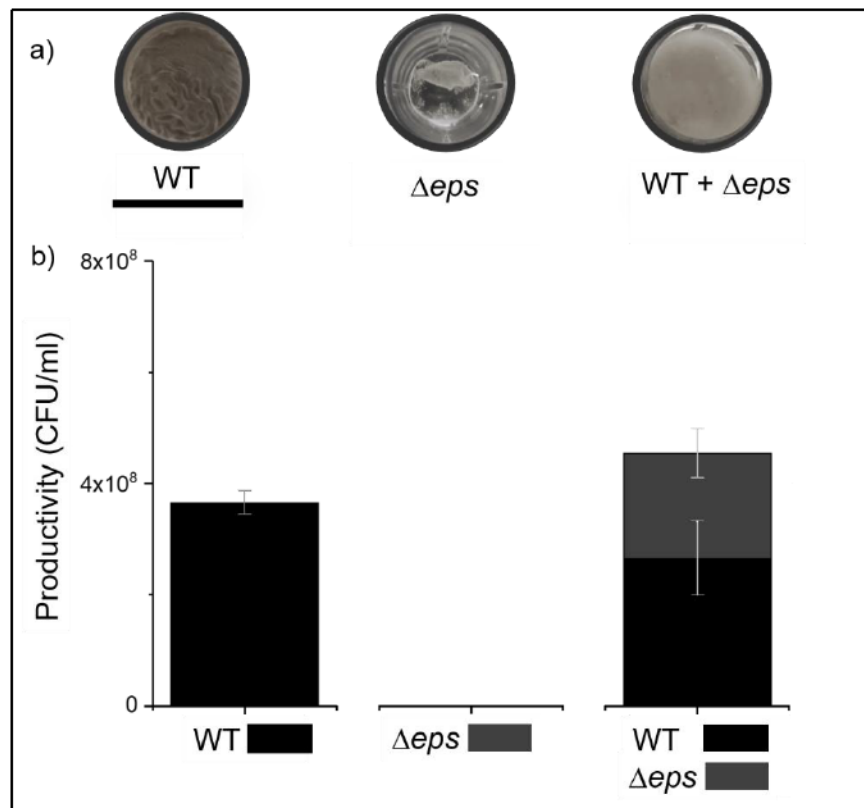 a)
WT
Δeps
WT + Δeps
b)
Productivity (CFU/ml)
8x10⁸
4x10⁸
0
WT
Δeps
WT
Δeps